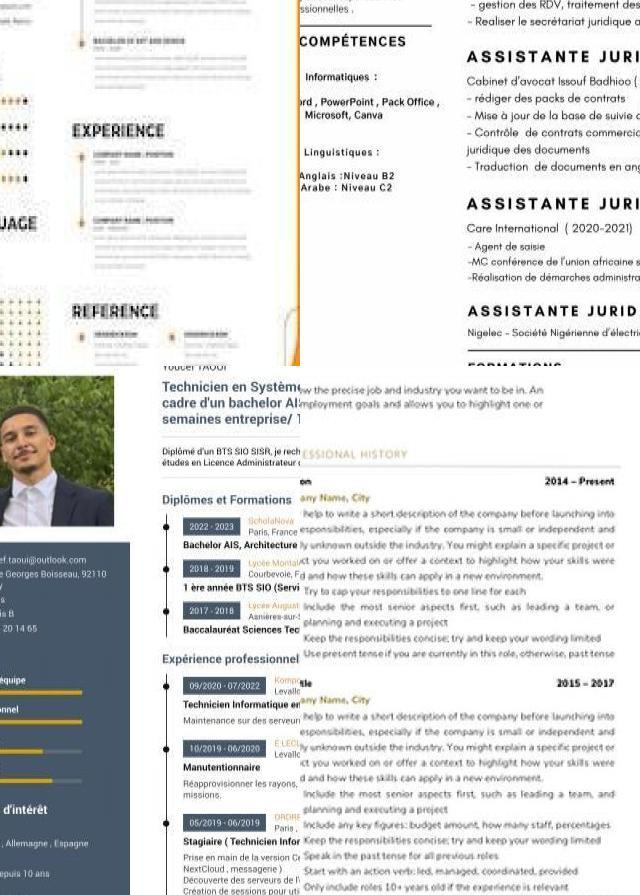 EXPERIENCE
UAGE
REFERENCE
ssionnelles .
COMPÉTENCES
Informatiques :
rd , PowerPoint , Pack Office ,
Microsoft, Canva
Linguistiques :
Anglais :Niveau B2
Arabe : Niveau C2
- gestion des RDV, traitement des
- Realiser le secrétariat juridique
ASSISTANTE JURI
Cabinet d'avocat Issouf Badhioo (
- rédiger des packs de contrats
- Mise à jour de la base de suivie
- Contrôle de contrats commerci
juridique des documents
- Traduction de documents en ang
ASSISTANTE JURI
Care International ( 2020-2021)
- Agent de saisie
-MC conférence de l'union africaine s
-Réalisation de démarches administra
ASSISTANTE JURID
Nigelec - Société Nigérienne d'électri
FORMATIONS
Youcef TAOUI
Technicien en Système
cadre d'un bachelor AI
semaines entreprise/
Diplômé d'un BTS SIO SISR, je rech
études en Licence Administrateur
Diplômes et Formations
2022 - 2023
ScholaNova
Paris, France
Bachelor AIS, Architecture
2018 - 2019
Lycée Montal
Courbevoie, F
1 ère année BTS SIO (Servi
2017 - 2018
Lycée August
Asnières-sur-
Baccalauréat Sciences Tec
Expérience professionnel
09/2020 - 07/2022
Komp
Levallo
Technicien Informatique en
Maintenance sur des serveur
10/2019 - 06/2020
E.LECL
Levallo
Manutentionnaire
Réapprovisionner les rayons,
missions.
05/2019 - 06/2019
ORDRE
Paris ,
Stagiaire ( Technicien Infor
Prise en main de la version C
NextCloud , messagerie )
Découverte des serveurs de l
Création de sessions pour uti
ef.taoui@outlook.com
e Georges Boisseau, 92110
s
is B
20 14 65
équipe
onnel
d'intérêt
, Allemagne , Espagne
epuis 10 ans
w the precise job and industry you want to be in. An
mployment goals and allows you to highlight one or
ESSIONAL HISTORY
on
2014 – Present
any Name, City
help to write a short description of the company before launching into
esponsibilities, especially if the company is small or independent and
ly unknown outside the industry. You might explain a specific project or
ct you worked on or offer a context to highlight how your skills were
d and how these skills can apply in a new environment.
Try to cap your responsibilities to one line for each
Include the most senior aspects first, such as leading a team, or
planning and executing a project
Keep the responsibilities concise; try and keep your wording limited
Use present tense if you are currently in this role, otherwise, past tense
tle
2015 – 2017
any Name, City
help to write a short description of the company before launching into
esponsibilities, especially if the company is small or independent and
ly unknown outside the industry. You might explain a specific project or
ct you worked on or offer a context to highlight how your skills were
d and how these skills can apply in a new environment.
Include the most senior aspects first, such as leading a team, and
planning and executing a project
Include any key figures: budget amount, how many staff, percentages
Keep the responsibilities concise; try and keep your wording limited
Speak in the past tense for all previous roles
Start with an action verb: led, managed, coordinated, provided
Only include roles 10+ years old if the experience is relevant